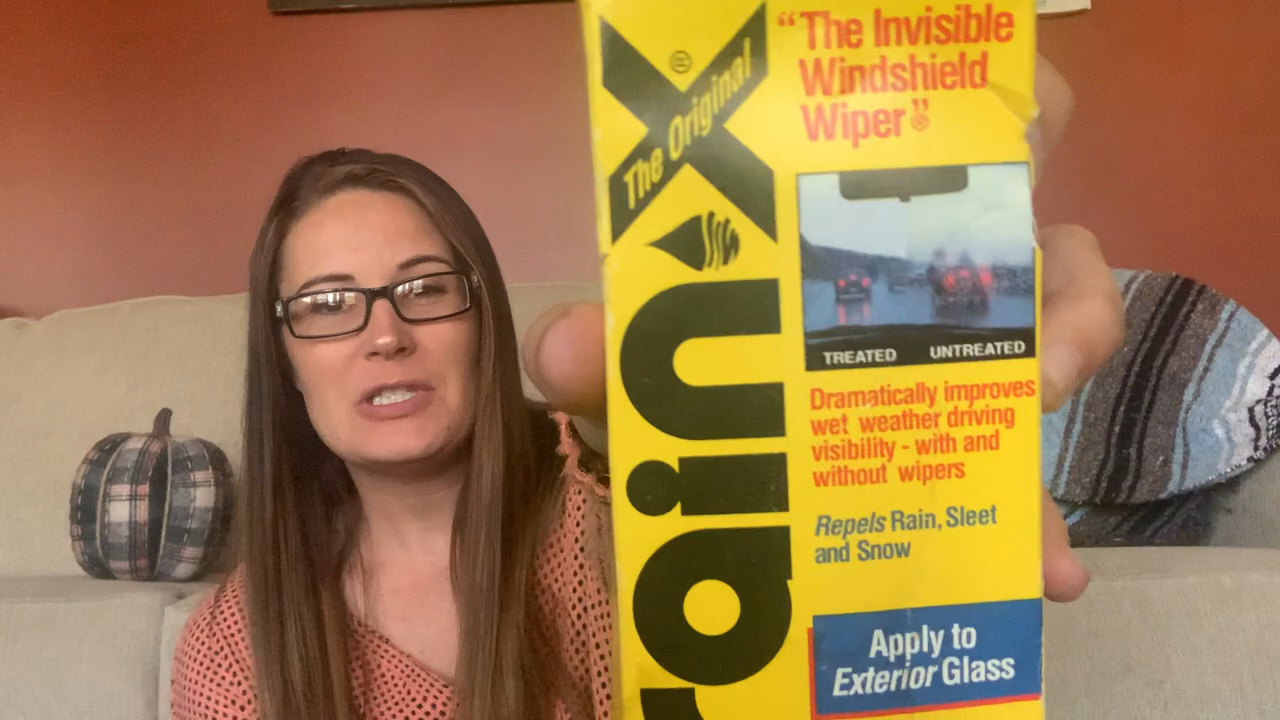 rainX®
The Original
“The Invisible
Windshield
Wiper”®
TREATED UNTREATED
Dramatically improves
wet weather driving
visibility - with and
without wipers
Repels Rain, Sleet
and Snow
Apply to
Exterior Glass